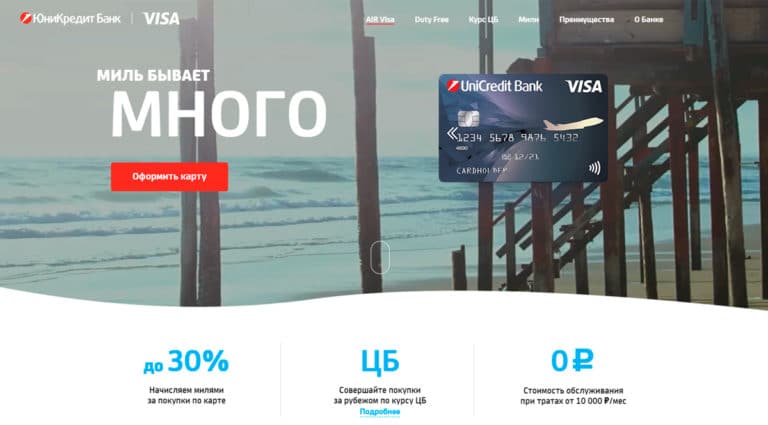 ЮниКредит Банк VISA
AIR Visa Duty Free Курс ЦБ Мили Преимущества О Банке
МИЛЬ БЫВАЕТ
МНОГО
Оформить карту
UniCredit Bank VISA
1234 5678 9876 5432
12/21
CARDHOLDER
до 30%
Начисляем милями
за покупки по карте
ЦБ
Совершайте покупки
за рубежом по курсу ЦБ
Подробнее
0 ₽
Стоимость обслуживания
при тратах от 10 000 ₽/мес